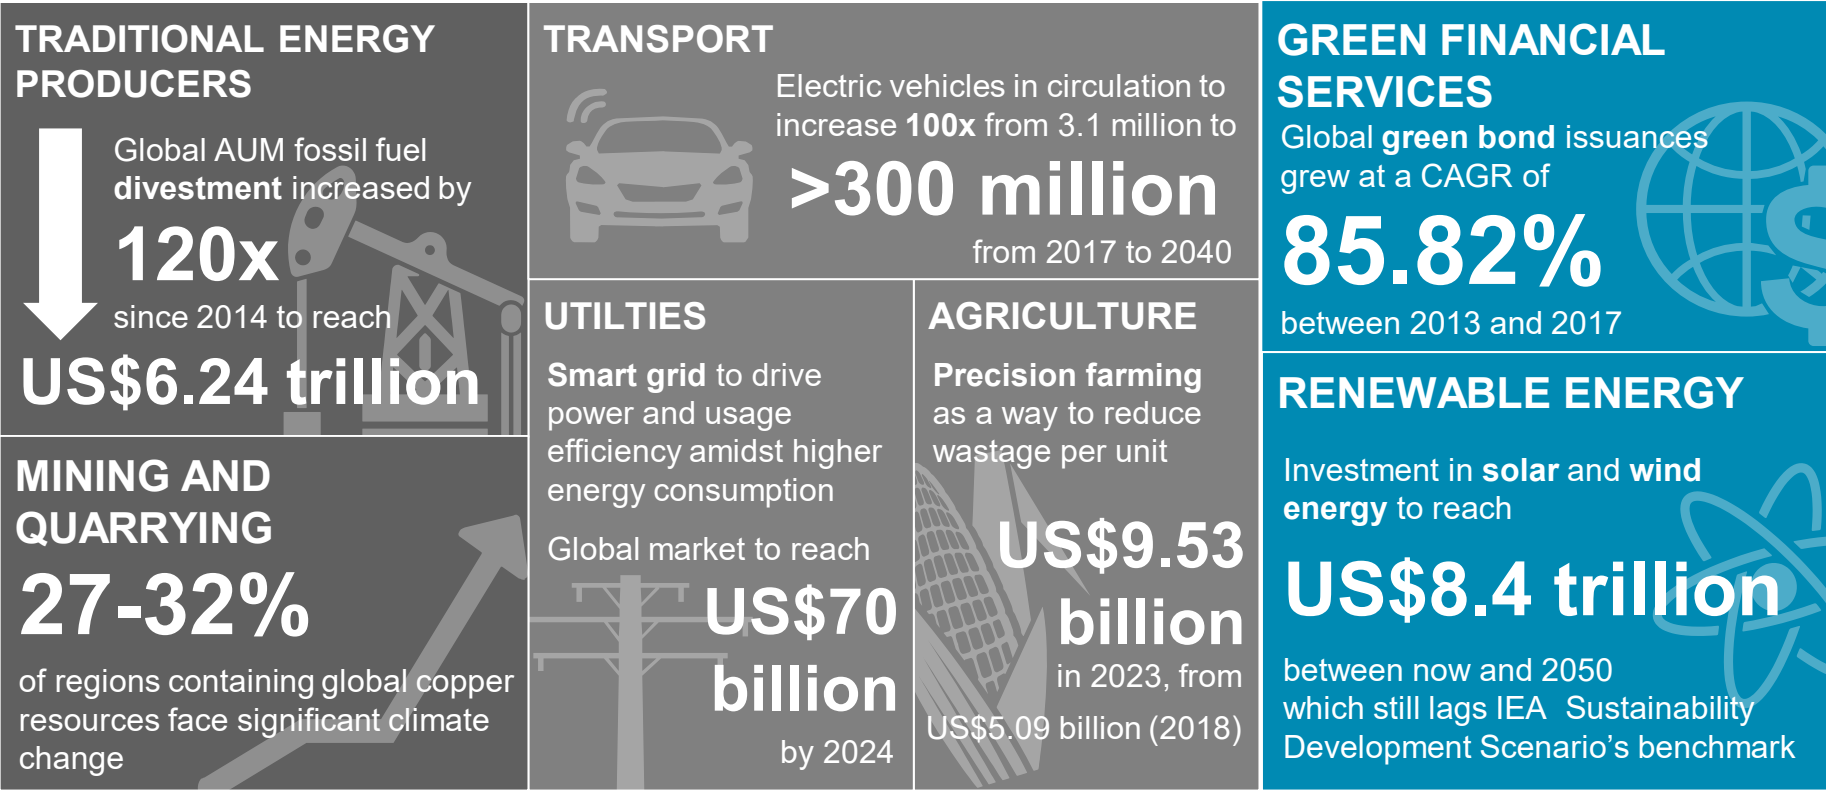 TRADITIONAL ENERGY
PRODUCERS
Global AUM fossil fuel
divestment increased by
120x
since 2014 to reach
US$6.24 trillion
MINING AND
QUARRYING
27-32%
of regions containing global copper
resources face significant climate
change
TRANSPORT
Electric vehicles in circulation to
increase 100x from 3.1 million to
>300 million
from 2017 to 2040
UTILTIES
Smart grid to drive
power and usage
efficiency amidst higher
energy consumption
Global market to reach
US$70
billion
by 2024
AGRICULTURE
Precision farming
as a way to reduce
wastage per unit
US$9.53
billion
in 2023, from
US$5.09 billion (2018)
GREEN FINANCIAL
SERVICES
Global green bond issuances
grew at a CAGR of
85.82%
between 2013 and 2017
RENEWABLE ENERGY
Investment in solar and wind
energy to reach
US$8.4 trillion
between now and 2050
which still lags IEA Sustainability
Development Scenario’s benchmark